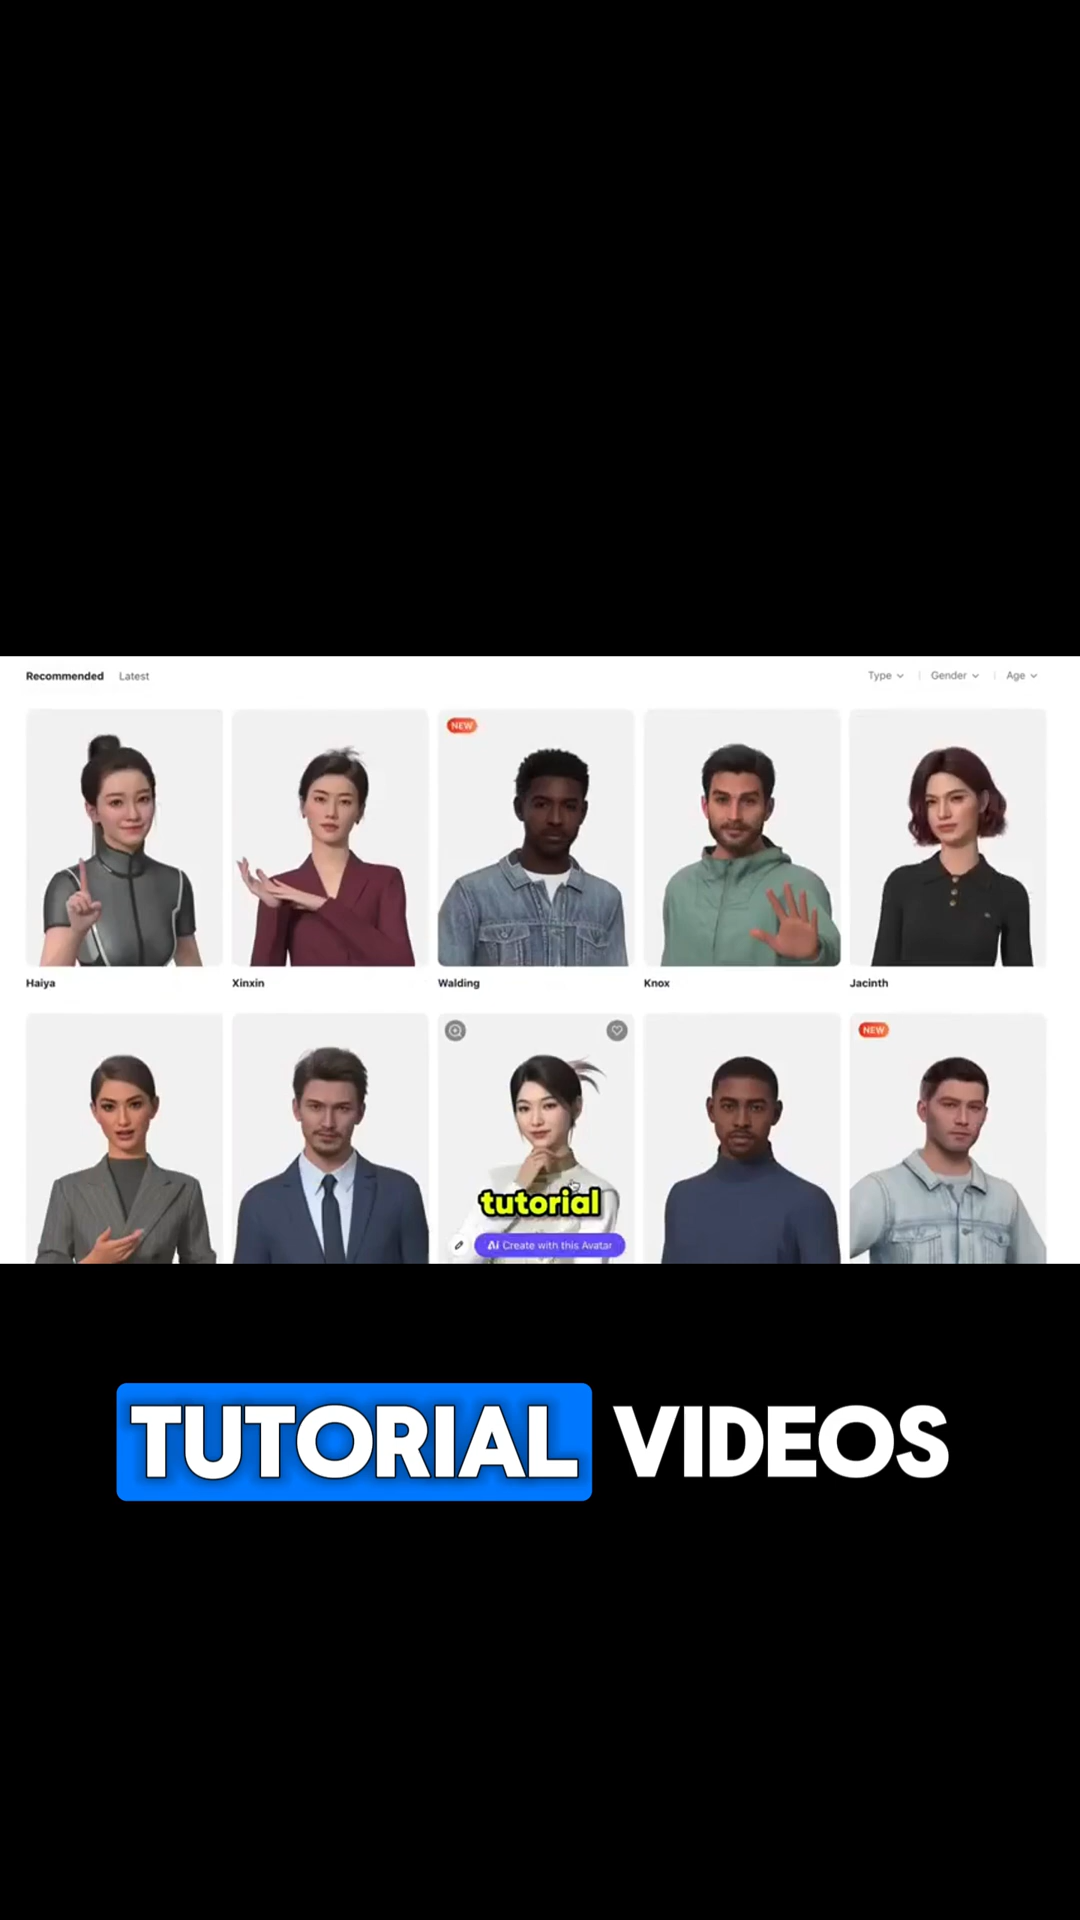 Recommended Latest Type Gender Age
NEW
Haiya Xinxin Walding Knox Jacinth
NEW
tutorial
Ai Create with this Avatar
TUTORIAL VIDEOS